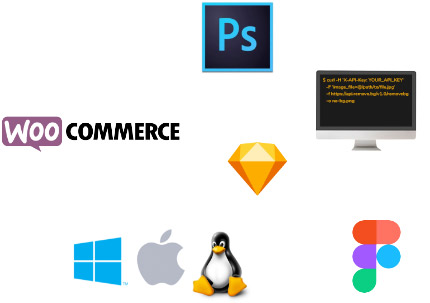 Ps
$ curl -H "X-API-Key: YOUR_API_KEY"
-F 'image_file=@/path/to/file.jpg'
-f https://api.remove.bg/v1.0/removebg
-o no-bg.png
WOO COMMERCE
TM